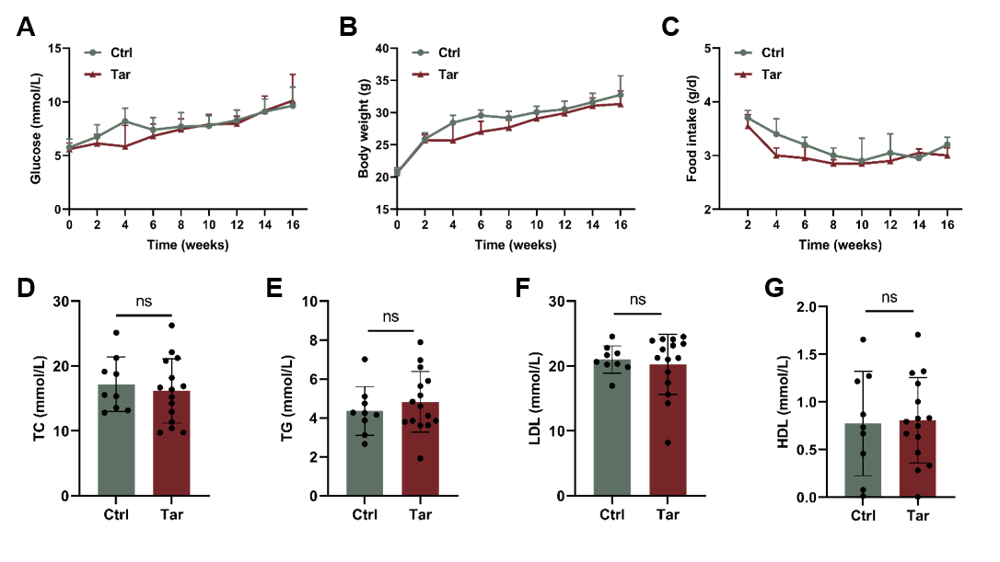 A
Glucose (mmol/L)
15
10
5
0
Ctrl
Tar
0 2 4 6 8 10 12 14 16
Time (weeks)
B
Body weight (g)
40
35
30
25
20
15
Ctrl
Tar
0 2 4 6 8 10 12 14 16
Time (weeks)
C
Food intake (g/d)
5
4
3
2
Ctrl
Tar
2 4 6 8 10 12 14 16
Time (weeks)
D
TC (mmol/L)
30
20
10
0
ns
Ctrl Tar
E
TG (mmol/L)
10
8
6
4
2
0
ns
Ctrl Tar
F
LDL (mmol/L)
30
20
10
0
ns
Ctrl Tar
G
HDL (mmol/L)
2.0
1.5
1.0
0.5
0.0
ns
Ctrl Tar